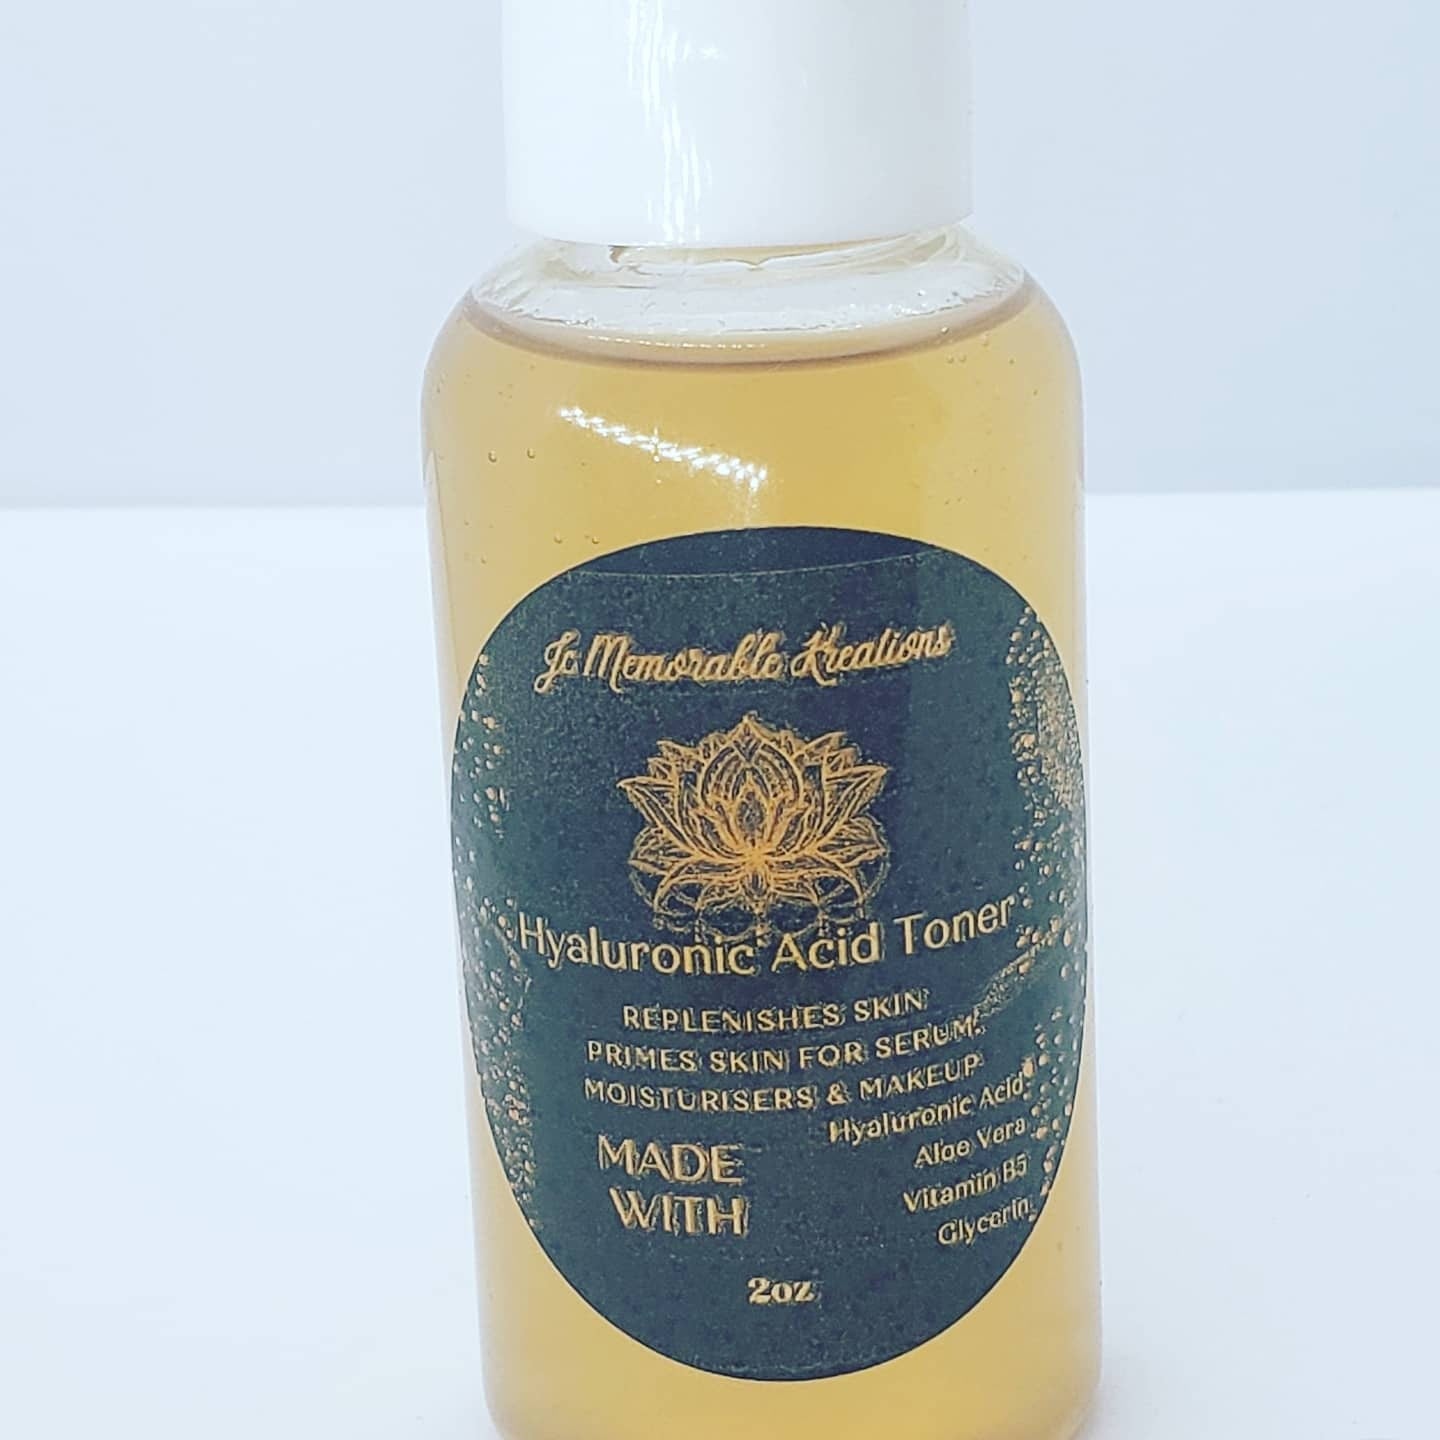 Jc Memorable Kreations
Hyaluronic Acid Toner
REPLENISHES SKIN
PRIMES SKIN FOR SERUM,
MOISTURISERS & MAKEUP
MADE
WITH
Hyaluronic Acid
Aloe Vera
Vitamin B5
Glycerin
2oz